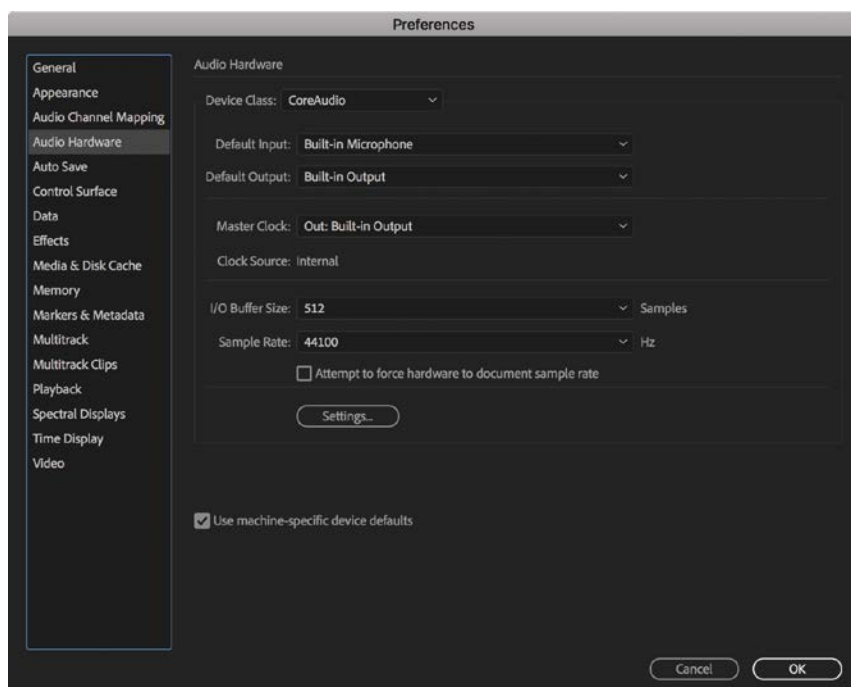 Preferences
General
Appearance
Audio Channel Mapping
Audio Hardware
Auto Save
Control Surface
Data
Effects
Media & Disk Cache
Memory
Markers & Metadata
Multitrack
Multitrack Clips
Playback
Spectral Displays
Time Display
Video
Audio Hardware
Device Class: CoreAudio
Default Input: Built-in Microphone
Default Output: Built-in Output
Master Clock: Out: Built-in Output
Clock Source: Internal
I/O Buffer Size: 512 Samples
Sample Rate: 44100 Hz
Attempt to force hardware to document sample rate
Settings...
Use machine-specific device defaults
Cancel OK